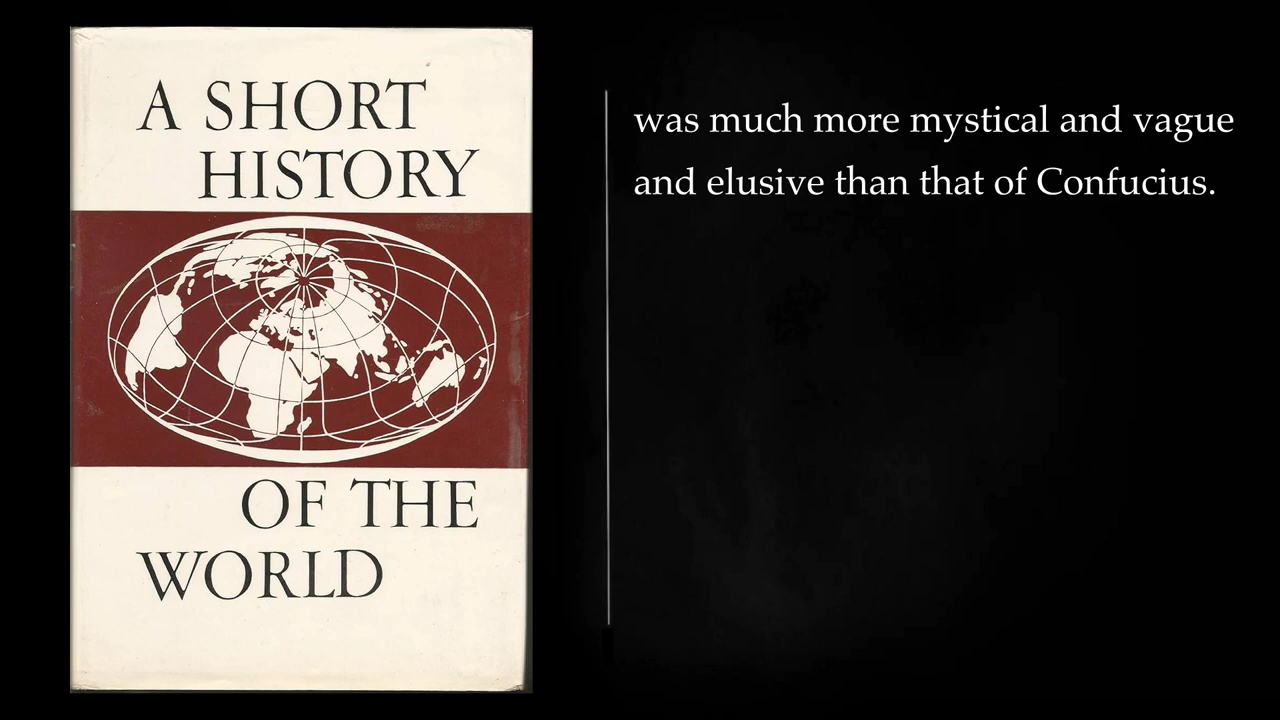 A SHORT
HISTORY
OF THE
WORLD
was much more mystical and vague
and elusive than that of Confucius.